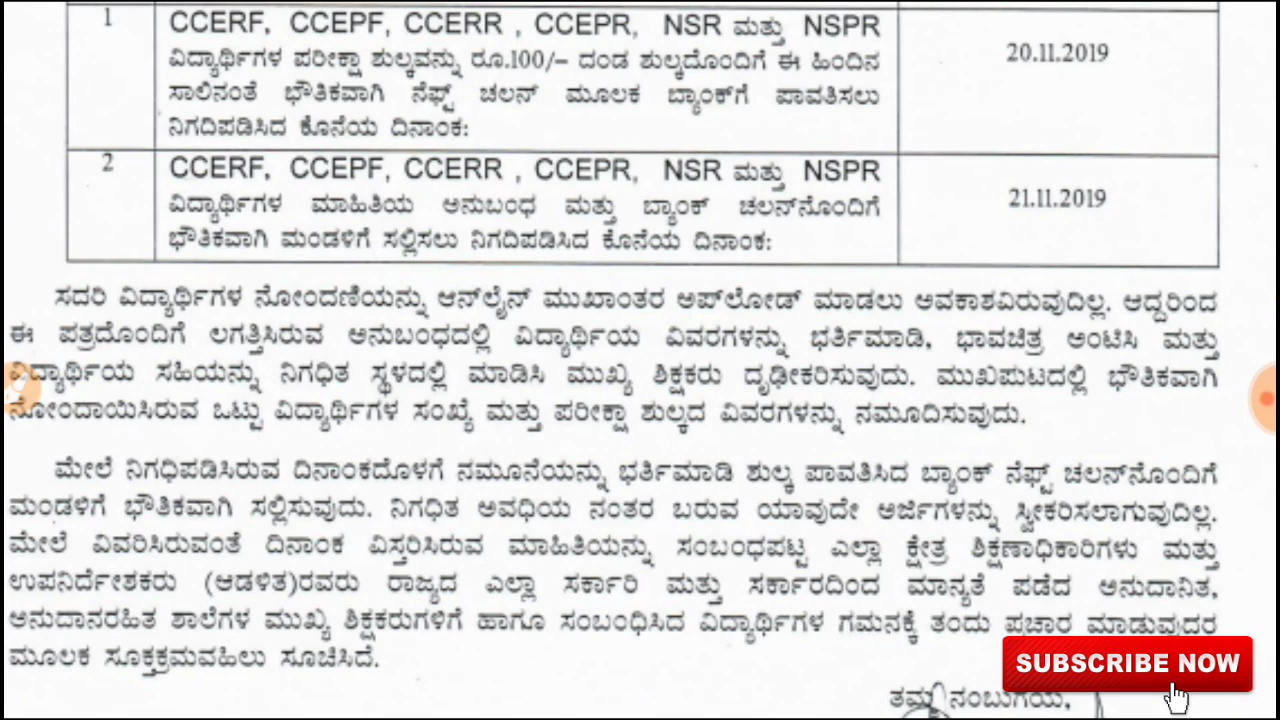 1
CCERF, CCEPF, CCERR , CCEPR, NSR ಮತ್ತು NSPR
ವಿದ್ಯಾರ್ಥಿಗಳ ಪರೀಕ್ಷಾ ಶುಲ್ಕವನ್ನು ರೂ.100/– ದಂಡ ಶುಲ್ಕದೊಂದಿಗೆ ಈ ಹಿಂದಿನ
ಸಾಲಿನಂತೆ ಭೌತಿಕವಾಗಿ ನೆಫ್ಟ್ ಚಲನ್ ಮೂಲಕ ಬ್ಯಾಂಕ್‌ಗೆ ಪಾವತಿಸಲು
ನಿಗದಿಪಡಿಸಿದ ಕೊನೆಯ ದಿನಾಂಕ:
20.11.2019
2
CCERF, CCEPF, CCERR , CCEPR, NSR ಮತ್ತು NSPR
ವಿದ್ಯಾರ್ಥಿಗಳ ಮಾಹಿತಿಯ ಅನುಬಂಧ ಮತ್ತು ಬ್ಯಾಂಕ್ ಚಲನ್‌ನೊಂದಿಗೆ
ಭೌತಿಕವಾಗಿ ಮಂಡಳಿಗೆ ಸಲ್ಲಿಸಲು ನಿಗದಿಪಡಿಸಿದ ಕೊನೆಯ ದಿನಾಂಕ:
21.11.2019
ಸದರಿ ವಿದ್ಯಾರ್ಥಿಗಳ ನೋಂದಣಿಯನ್ನು ಆನ್‌ಲೈನ್ ಮುಖಾಂತರ ಅಪ್‌ಲೋಡ್ ಮಾಡಲು ಅವಕಾಶವಿರುವುದಿಲ್ಲ. ಆದ್ದರಿಂದ
ಈ ಪತ್ರದೊಂದಿಗೆ ಲಗತ್ತಿಸಿರುವ ಅನುಬಂಧದಲ್ಲಿ ವಿದ್ಯಾರ್ಥಿಯ ವಿವರಗಳನ್ನು ಭರ್ತಿಮಾಡಿ, ಭಾವಚಿತ್ರ ಅಂಟಿಸಿ ಮತ್ತು
ವಿದ್ಯಾರ್ಥಿಯ ಸಹಿಯನ್ನು ನಿಗಧಿತ ಸ್ಥಳದಲ್ಲಿ ಮಾಡಿಸಿ ಮುಖ್ಯ ಶಿಕ್ಷಕರು ದೃಢೀಕರಿಸುವುದು. ಮುಖಪುಟದಲ್ಲಿ ಭೌತಿಕವಾಗಿ
ನೋಂದಾಯಿಸಿರುವ ಒಟ್ಟು ವಿದ್ಯಾರ್ಥಿಗಳ ಸಂಖ್ಯೆ ಮತ್ತು ಪರೀಕ್ಷಾ ಶುಲ್ಕದ ವಿವರಗಳನ್ನು ನಮೂದಿಸುವುದು.
ಮೇಲೆ ನಿಗಧಿಪಡಿಸಿರುವ ದಿನಾಂಕದೊಳಗೆ ನಮೂನೆಯನ್ನು ಭರ್ತಿಮಾಡಿ ಶುಲ್ಕ ಪಾವತಿಸಿದ ಬ್ಯಾಂಕ್ ನೆಫ್ಟ್ ಚಲನ್‌ನೊಂದಿಗೆ
ಮಂಡಳಿಗೆ ಭೌತಿಕವಾಗಿ ಸಲ್ಲಿಸುವುದು. ನಿಗಧಿತ ಅವಧಿಯ ನಂತರ ಬರುವ ಯಾವುದೇ ಅರ್ಜಿಗಳನ್ನು ಸ್ವೀಕರಿಸಲಾಗುವುದಿಲ್ಲ.
ಮೇಲೆ ವಿವರಿಸಿರುವಂತೆ ದಿನಾಂಕ ವಿಸ್ತರಿಸಿರುವ ಮಾಹಿತಿಯನ್ನು ಸಂಬಂಧಪಟ್ಟ ಎಲ್ಲಾ ಕ್ಷೇತ್ರ ಶಿಕ್ಷಣಾಧಿಕಾರಿಗಳು ಮತ್ತು
ಉಪನಿರ್ದೇಶಕರು (ಆಡಳಿತ)ರವರು ರಾಜ್ಯದ ಎಲ್ಲಾ ಸರ್ಕಾರಿ ಮತ್ತು ಸರ್ಕಾರದಿಂದ ಮಾನ್ಯತೆ ಪಡೆದ ಅನುದಾನಿತ,
ಅನುದಾನರಹಿತ ಶಾಲೆಗಳ ಮುಖ್ಯ ಶಿಕ್ಷಕರುಗಳಿಗೆ ಹಾಗೂ ಸಂಬಂಧಿಸಿದ ವಿದ್ಯಾರ್ಥಿಗಳ ಗಮನಕ್ಕೆ ತಂದು ಪ್ರಚಾರ ಮಾಡುವುದರ
ಮೂಲಕ ಸೂಕ್ತಕ್ರಮವಹಿಲು ಸೂಚಿಸಿದೆ.
SUBSCRIBE NOW
ತಮ್ಮ ನಂಬುಗೆಯ,